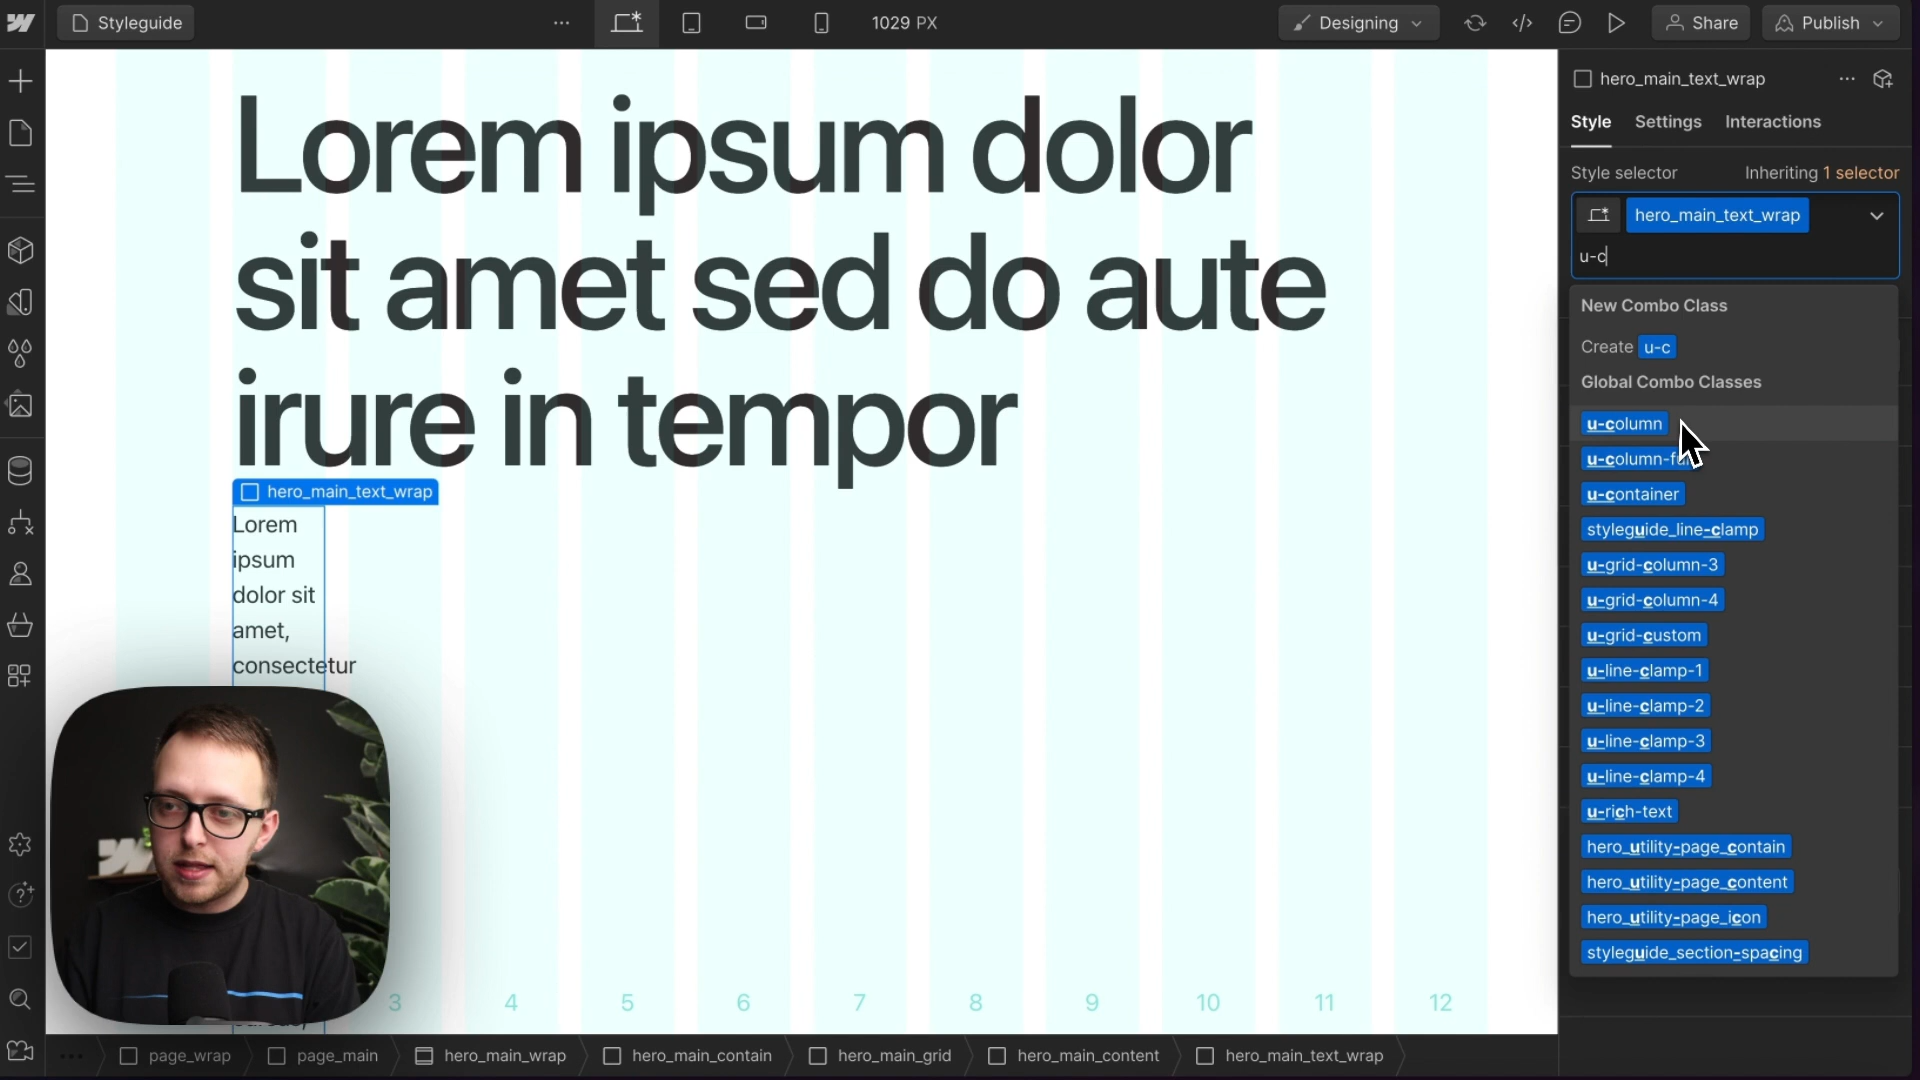 Styleguide
1029 PX
Designing
Share
Publish
Lorem ipsum dolor
sit amet sed do aute
irure in tempor
hero_main_text_wrap
Lorem
ipsum
dolor sit
amet,
consectetur
3 4 5 6 7 8 9 10 11 12
hero_main_text_wrap
Style Settings Interactions
Style selector Inheriting 1 selector
hero_main_text_wrap
u-c
New Combo Class
Create u-c
Global Combo Classes
u-column
u-column-full
u-container
styleguide_line-clamp
u-grid-column-3
u-grid-column-4
u-grid-custom
u-line-clamp-1
u-line-clamp-2
u-line-clamp-3
u-line-clamp-4
u-rich-text
hero_utility-page_contain
hero_utility-page_content
hero_utility-page_icon
styleguide_section-spacing
page_wrap page_main hero_main_wrap hero_main_contain hero_main_grid hero_main_content hero_main_text_wrap